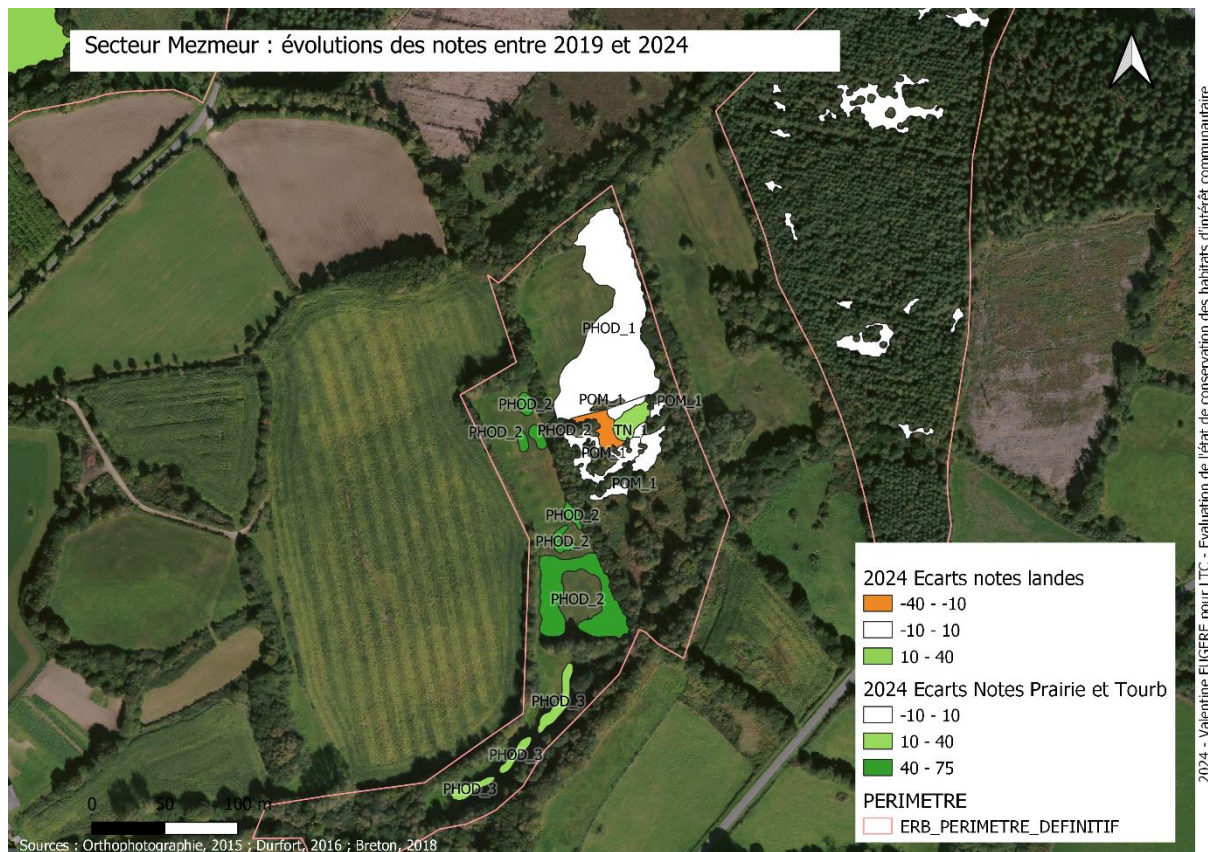 Secteur Mezmeur : évolutions des notes entre 2019 et 2024
PHOD_1
POM_1
POM_1
PHOD_2
PHOD_2
PHOD_2
TN_1
POM_1
POM_1
PHOD_2
PHOD_2
PHOD_2
PHOD_3
PHOD_3
PHOD_3
2024 Ecarts notes landes
-40 - -10
-10 - 10
10 - 40
2024 Ecarts Notes Prairie et Tourb
-10 - 10
10 - 40
40 - 75
PERIMETRE
ERB_PERIMETRE_DEFINITIF
0 50 100 m
Sources : Orthophotographie, 2015 ; Durfort, 2016 ; Breton, 2018
2024 - Valentine FUGERE pour LTC - Evaluation de l'état de conservation des habitats d'intérêt communautaire